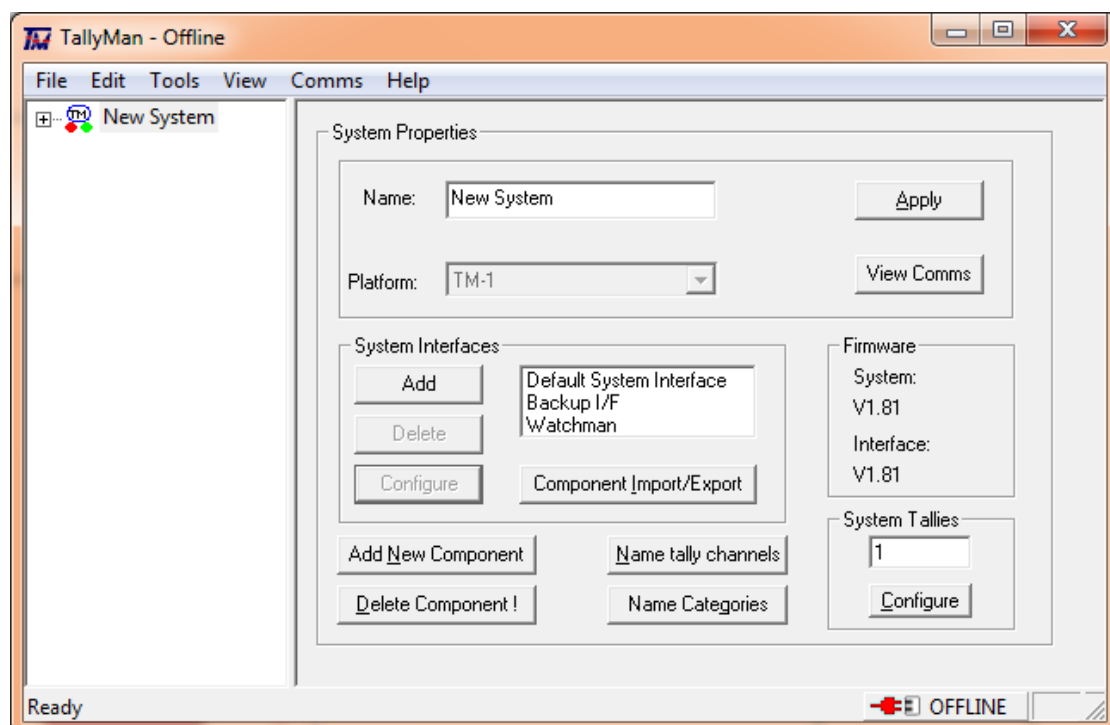 TM TallyMan - Offline
File Edit Tools View Comms Help
TM New System
System Properties
Name: New System Apply
Platform: TM-1 View Comms
System Interfaces
Add
Delete
Configure
Default System Interface
Backup I/F
Watchman
Component Import/Export
Firmware
System:
V1.81
Interface:
V1.81
Add New Component Name tally channels
Delete Component ! Name Categories
System Tallies
1
Configure
Ready OFFLINE